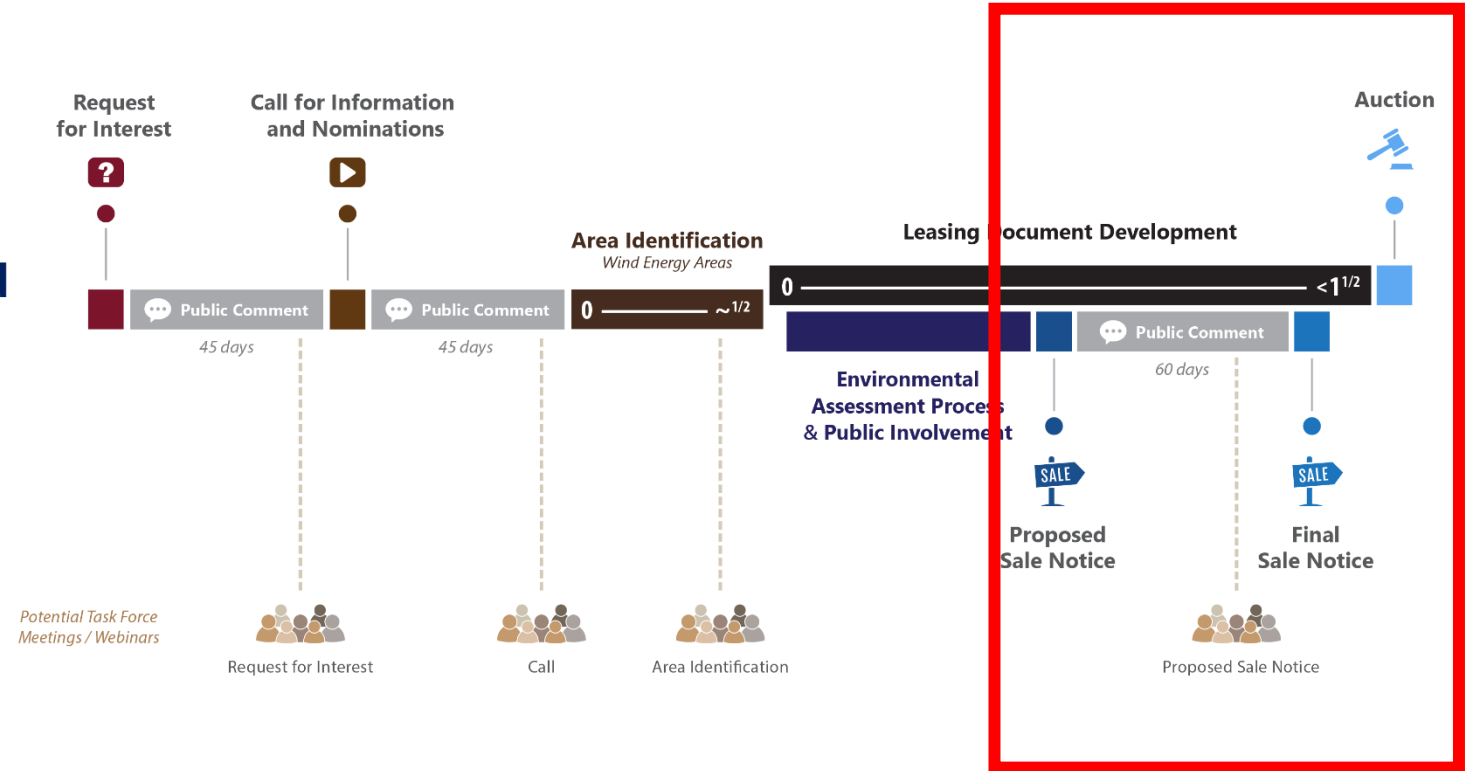 Request
for Interest
?
Call for Information
and Nominations
Auction
Area Identification
Wind Energy Areas
Leasing Document Development
Public Comment
45 days
Public Comment
45 days
0 ~1/2
0 <1 1/2
Public Comment
60 days
Environmental
Assessment Process
& Public Involvement
SALE
Proposed
Sale Notice
SALE
Final
Sale Notice
Potential Task Force
Meetings / Webinars
Request for Interest
Call
Area Identification
Proposed Sale Notice